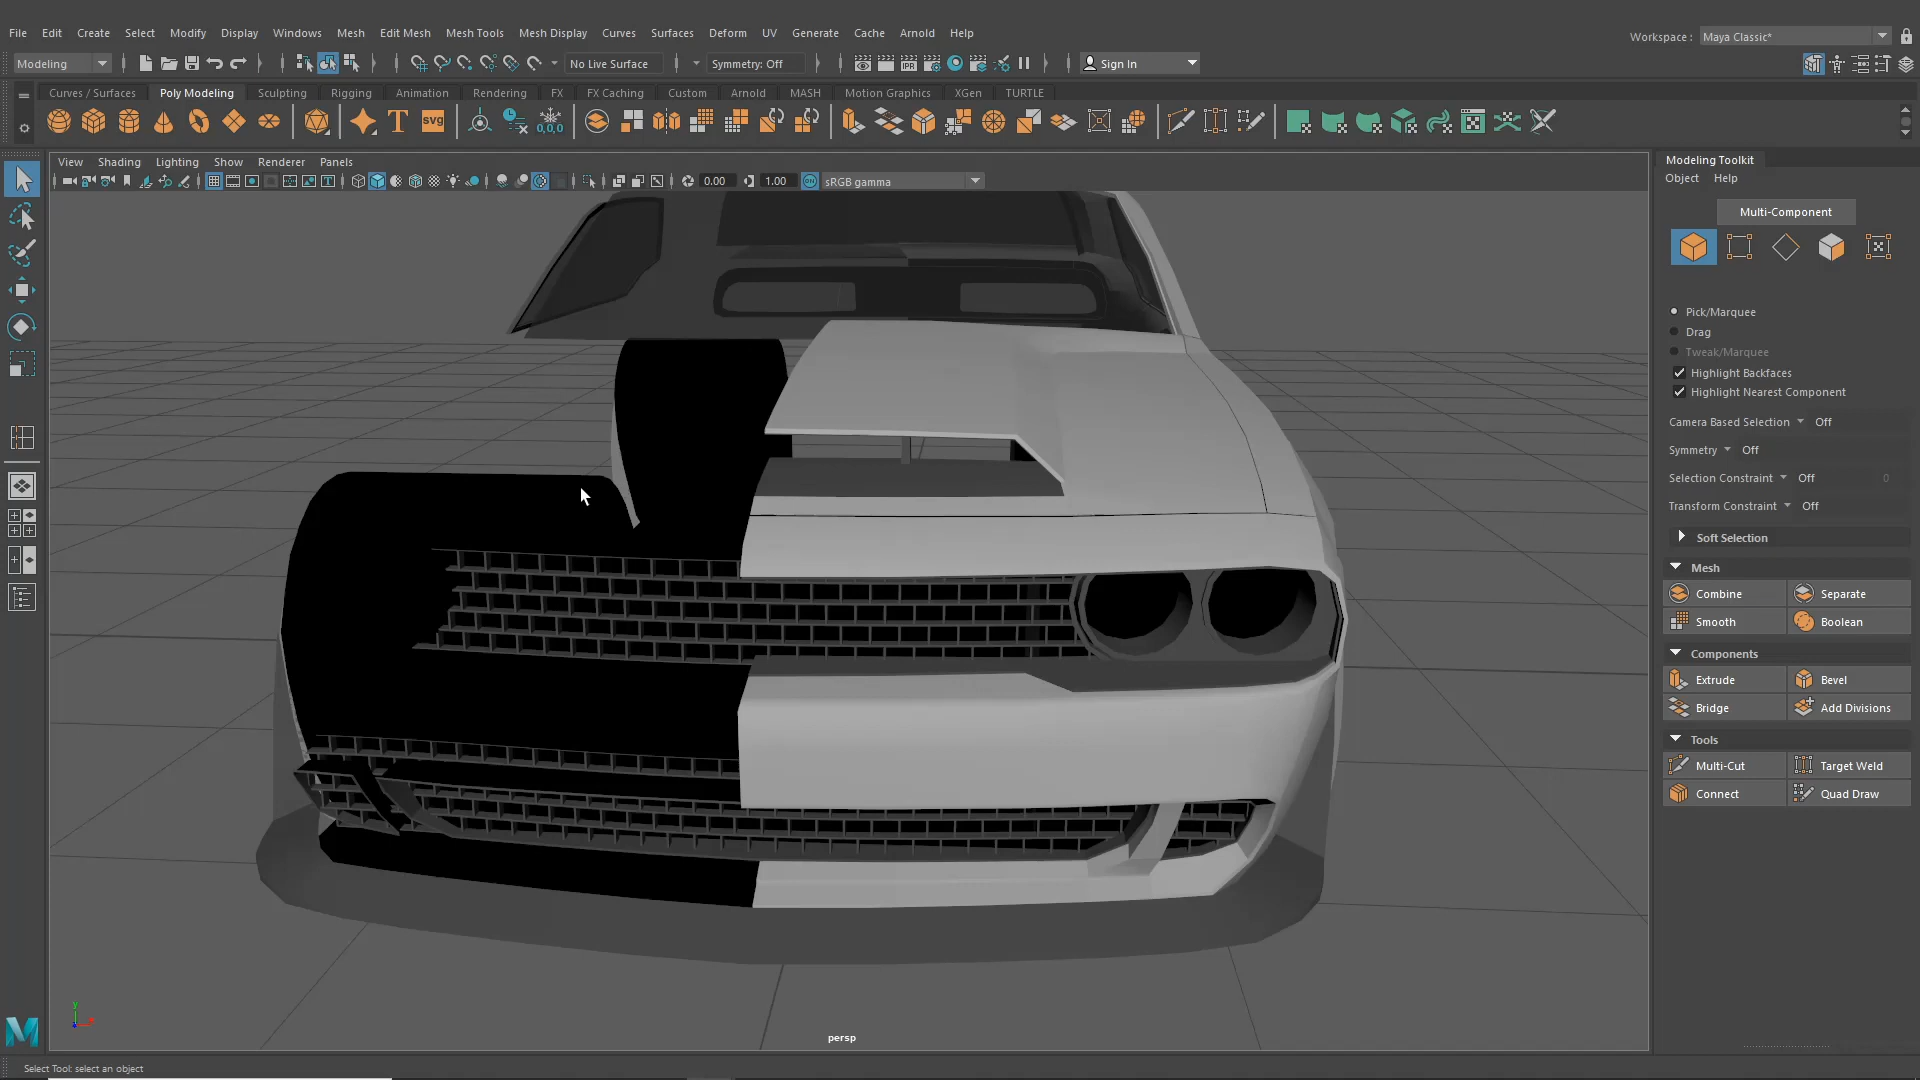 File Edit Create Select Modify Display Windows Mesh Edit Mesh Mesh Tools Mesh Display Curves Surfaces Deform UV Generate Cache Arnold Help
Workspace : Maya Classic*
Modeling No Live Surface Symmetry: Off Sign In
Curves / Surfaces Poly Modeling Sculpting Rigging Animation Rendering FX FX Caching Custom Arnold MASH Motion Graphics XGen TURTLE
View Shading Lighting Show Renderer Panels
0.00 1.00 sRGB gamma
Modeling Toolkit
Object Help
Multi-Component
Pick/Marquee
Drag
Tweak/Marquee
Highlight Backfaces
Highlight Nearest Component
Camera Based Selection Off
Symmetry Off
Selection Constraint Off 0
Transform Constraint Off
Soft Selection
Mesh
Combine Separate
Smooth Boolean
Components
Extrude Bevel
Bridge Add Divisions
Tools
Multi-Cut Target Weld
Connect Quad Draw
persp
Select Tool: select an object